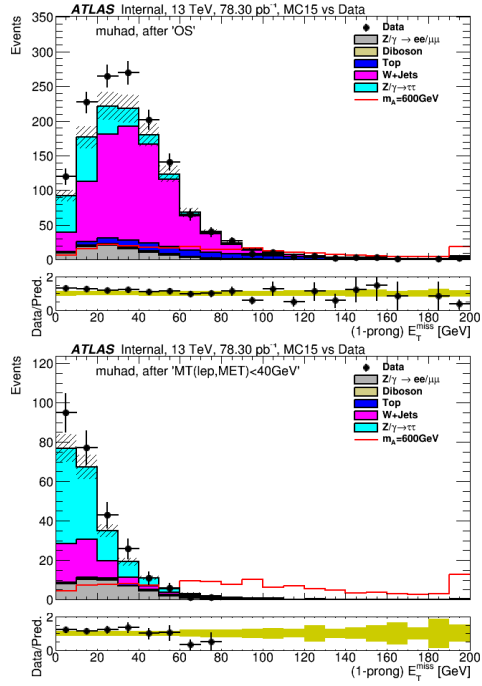 ATLAS Internal, 13 TeV, 78.30 pb⁻¹, MC15 vs Data
Events
350
300
250
200
150
100
50
0
muhad, after 'OS'
Data
Z/γ → ee/μμ
Diboson
Top
W+Jets
Z/γ→ττ
m_A=600GeV
Data/Pred.
2
1
0
0 20 40 60 80 100 120 140 160 180 200
(1-prong) E_T^miss [GeV]
ATLAS Internal, 13 TeV, 78.30 pb⁻¹, MC15 vs Data
Events
120
100
80
60
40
20
0
muhad, after 'MT(lep,MET)<40GeV'
Data
Z/γ → ee/μμ
Diboson
Top
W+Jets
Z/γ→ττ
m_A=600GeV
Data/Pred.
2
1
0
0 20 40 60 80 100 120 140 160 180 200
(1-prong) E_T^miss [GeV]